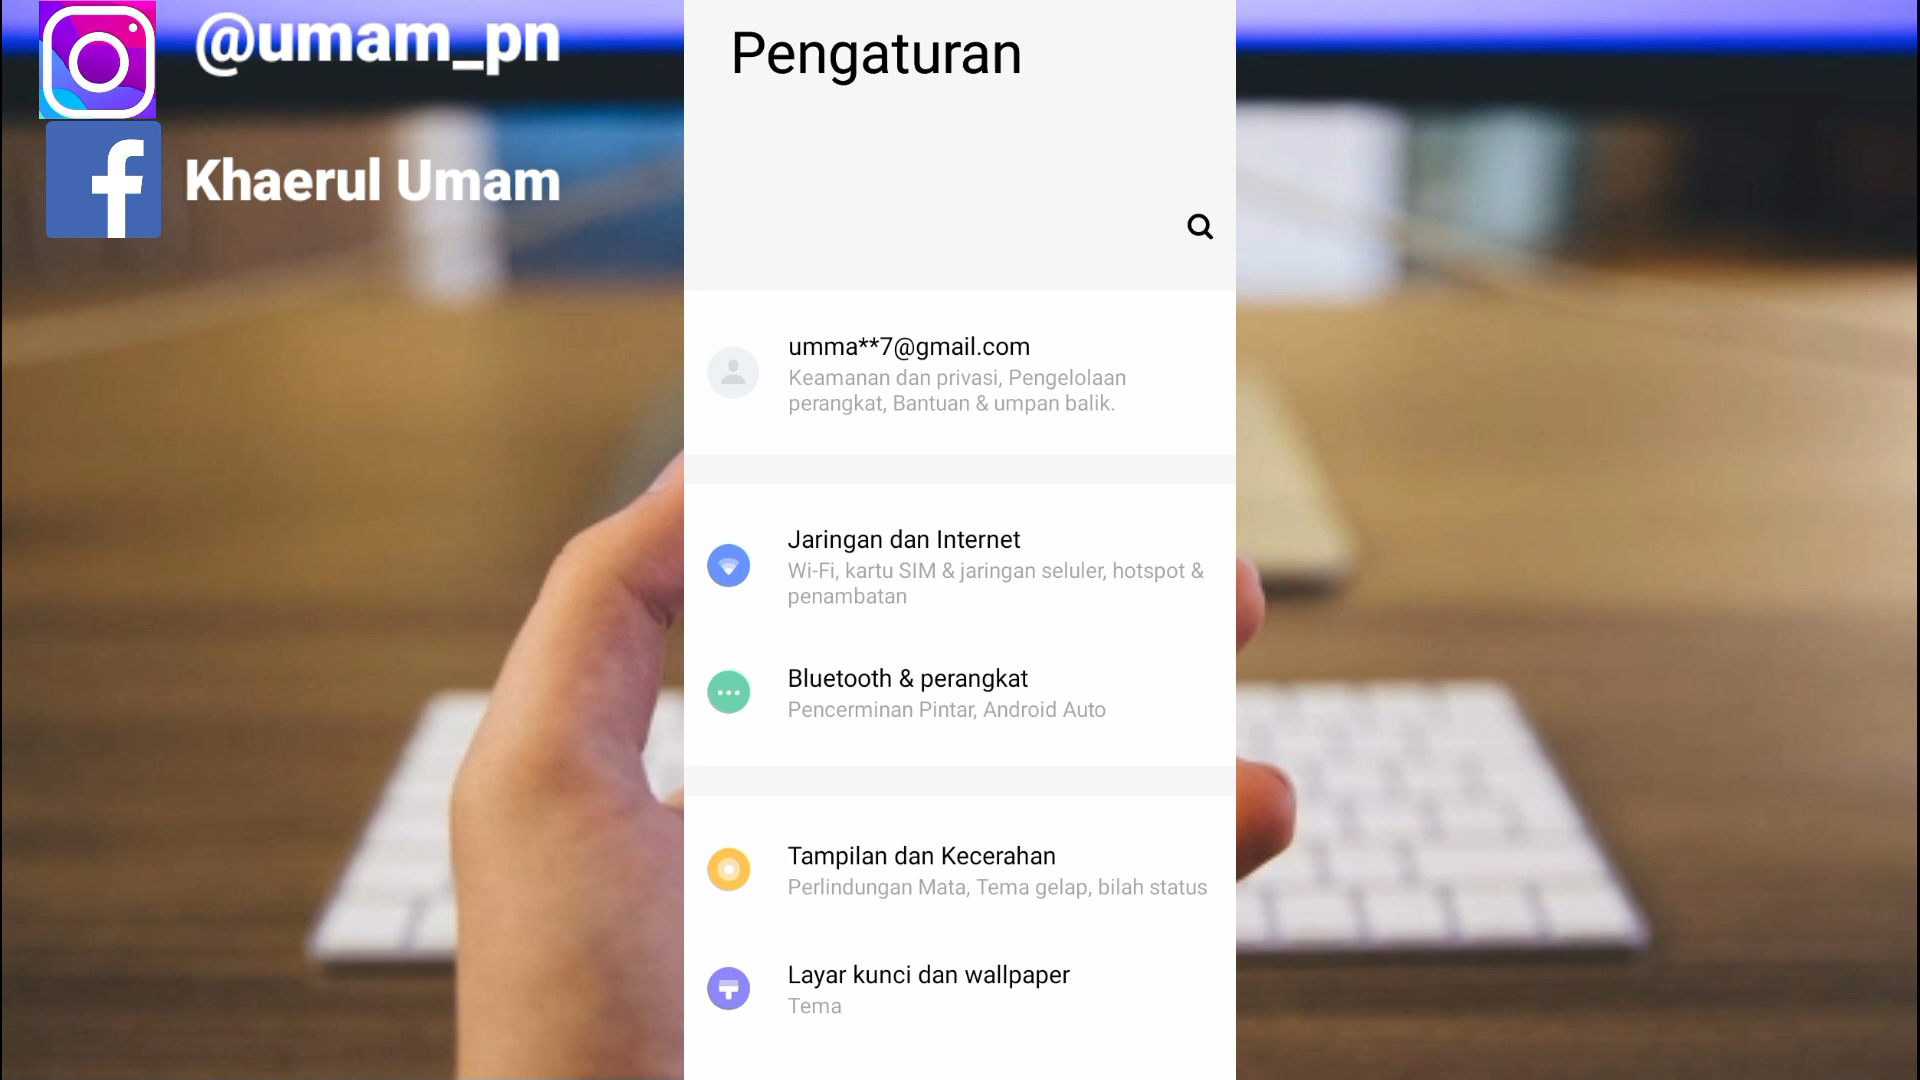 @umam_pn
Khaerul Umam
Pengaturan
umma**7@gmail.com
Keamanan dan privasi, Pengelolaan
perangkat, Bantuan & umpan balik.
Jaringan dan Internet
Wi-Fi, kartu SIM & jaringan seluler, hotspot &
penambatan
Bluetooth & perangkat
Pencerminan Pintar, Android Auto
Tampilan dan Kecerahan
Perlindungan Mata, Tema gelap, bilah status
Layar kunci dan wallpaper
Tema